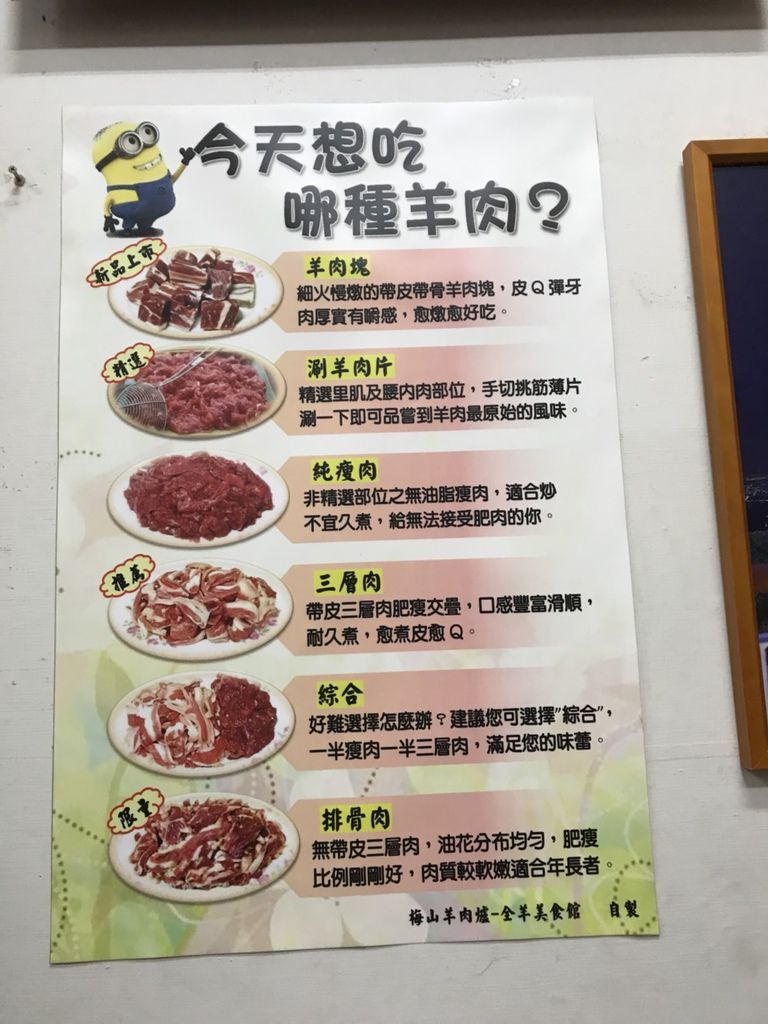 今天想吃
哪種羊肉？
新品上市
羊肉塊
細火慢燉的帶皮帶骨羊肉塊，皮Q彈牙
肉厚實有嚼感，愈燉愈好吃。
精選
涮羊肉片
精選里肌及腰內肉部位，手切挑筋薄片
涮一下即可品嘗到羊肉最原始的風味。
純瘦肉
非精選部位之無油脂瘦肉，適合炒
不宜久煮，給無法接受肥肉的你。
推薦
三層肉
帶皮三層肉肥瘦交疊，口感豐富滑順，
耐久煮，愈煮皮愈Q。
綜合
好難選擇怎麼辦？建議您可選擇"綜合"，
一半瘦肉一半三層肉，滿足您的味蕾。
限量
排骨肉
無帶皮三層肉，油花分布均勻，肥瘦
比例剛剛好，肉質較軟嫩適合年長者。
梅山羊肉爐-全羊美食館 自製